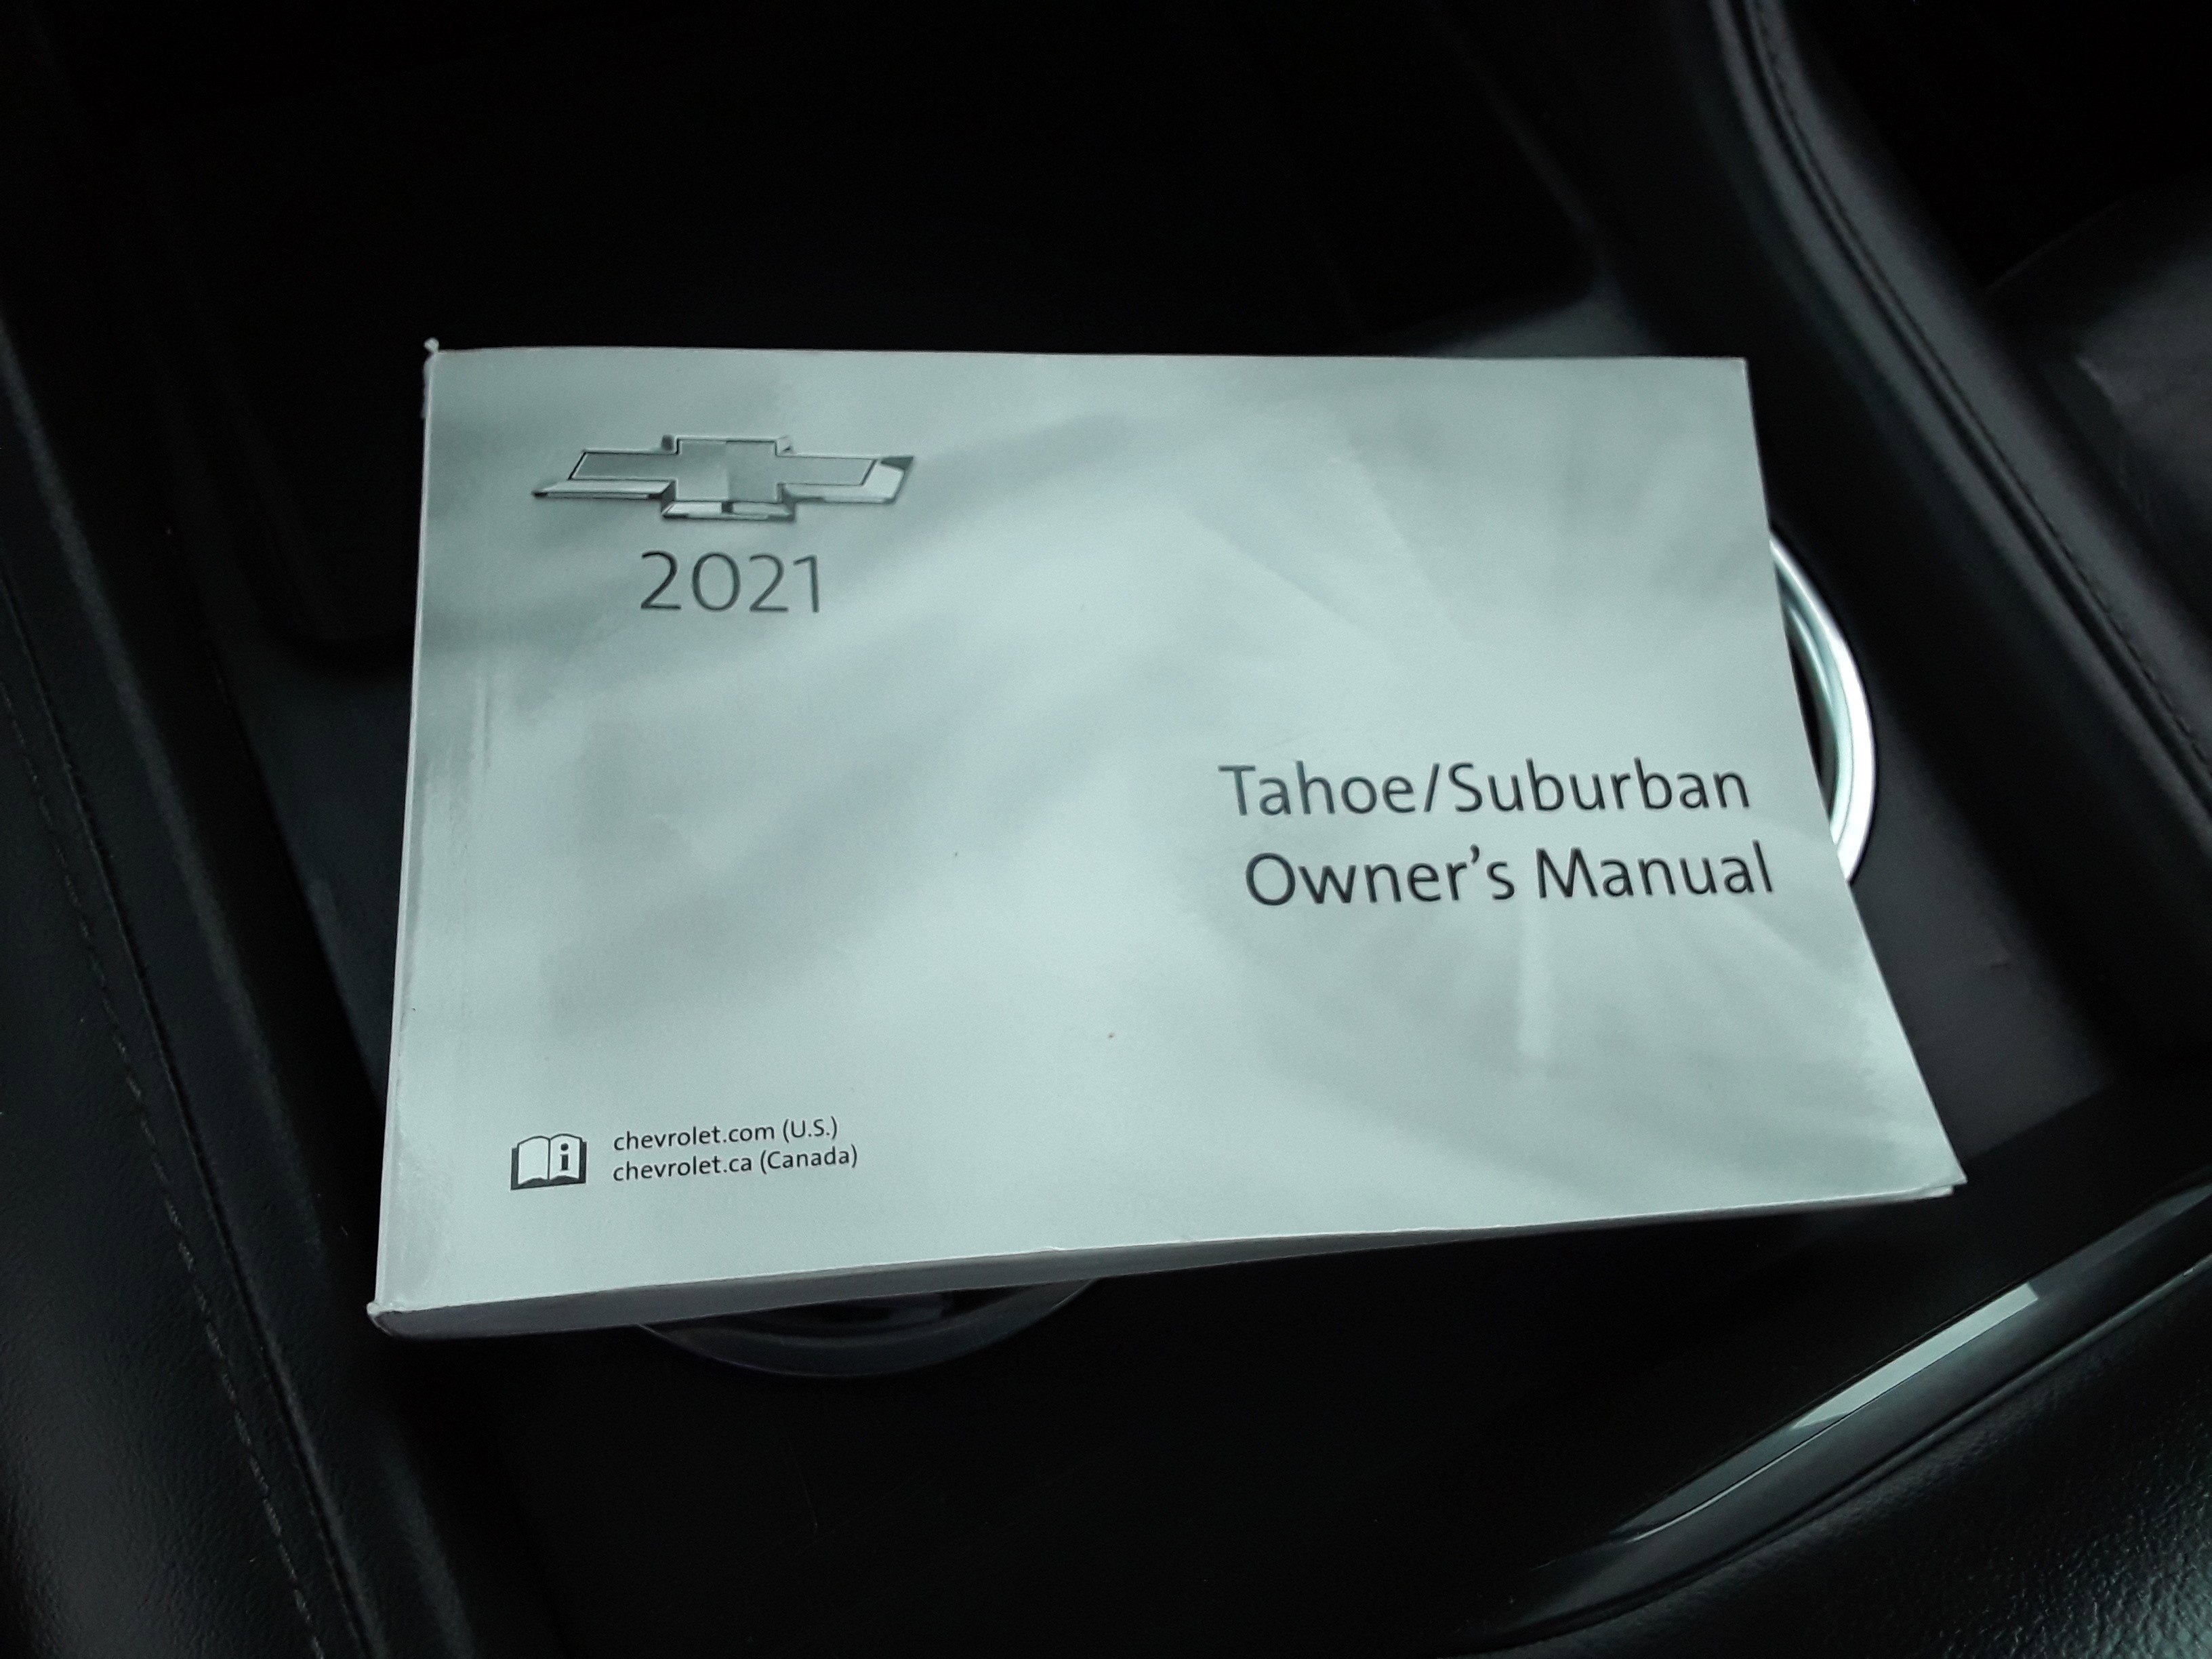 2021
Tahoe/Suburban
Owner's Manual
chevrolet.com (U.S.)
chevrolet.ca (Canada)